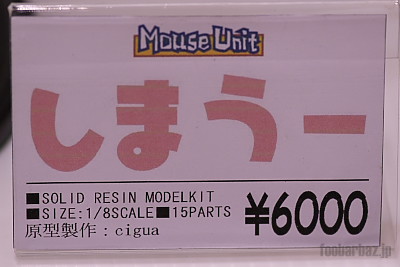 Mouse Unit
しまうー
■SOLID RESIN MODELKIT
■SIZE:1/8SCALE■15PARTS
原型製作：cigua
¥6000
foobarbaz.jp